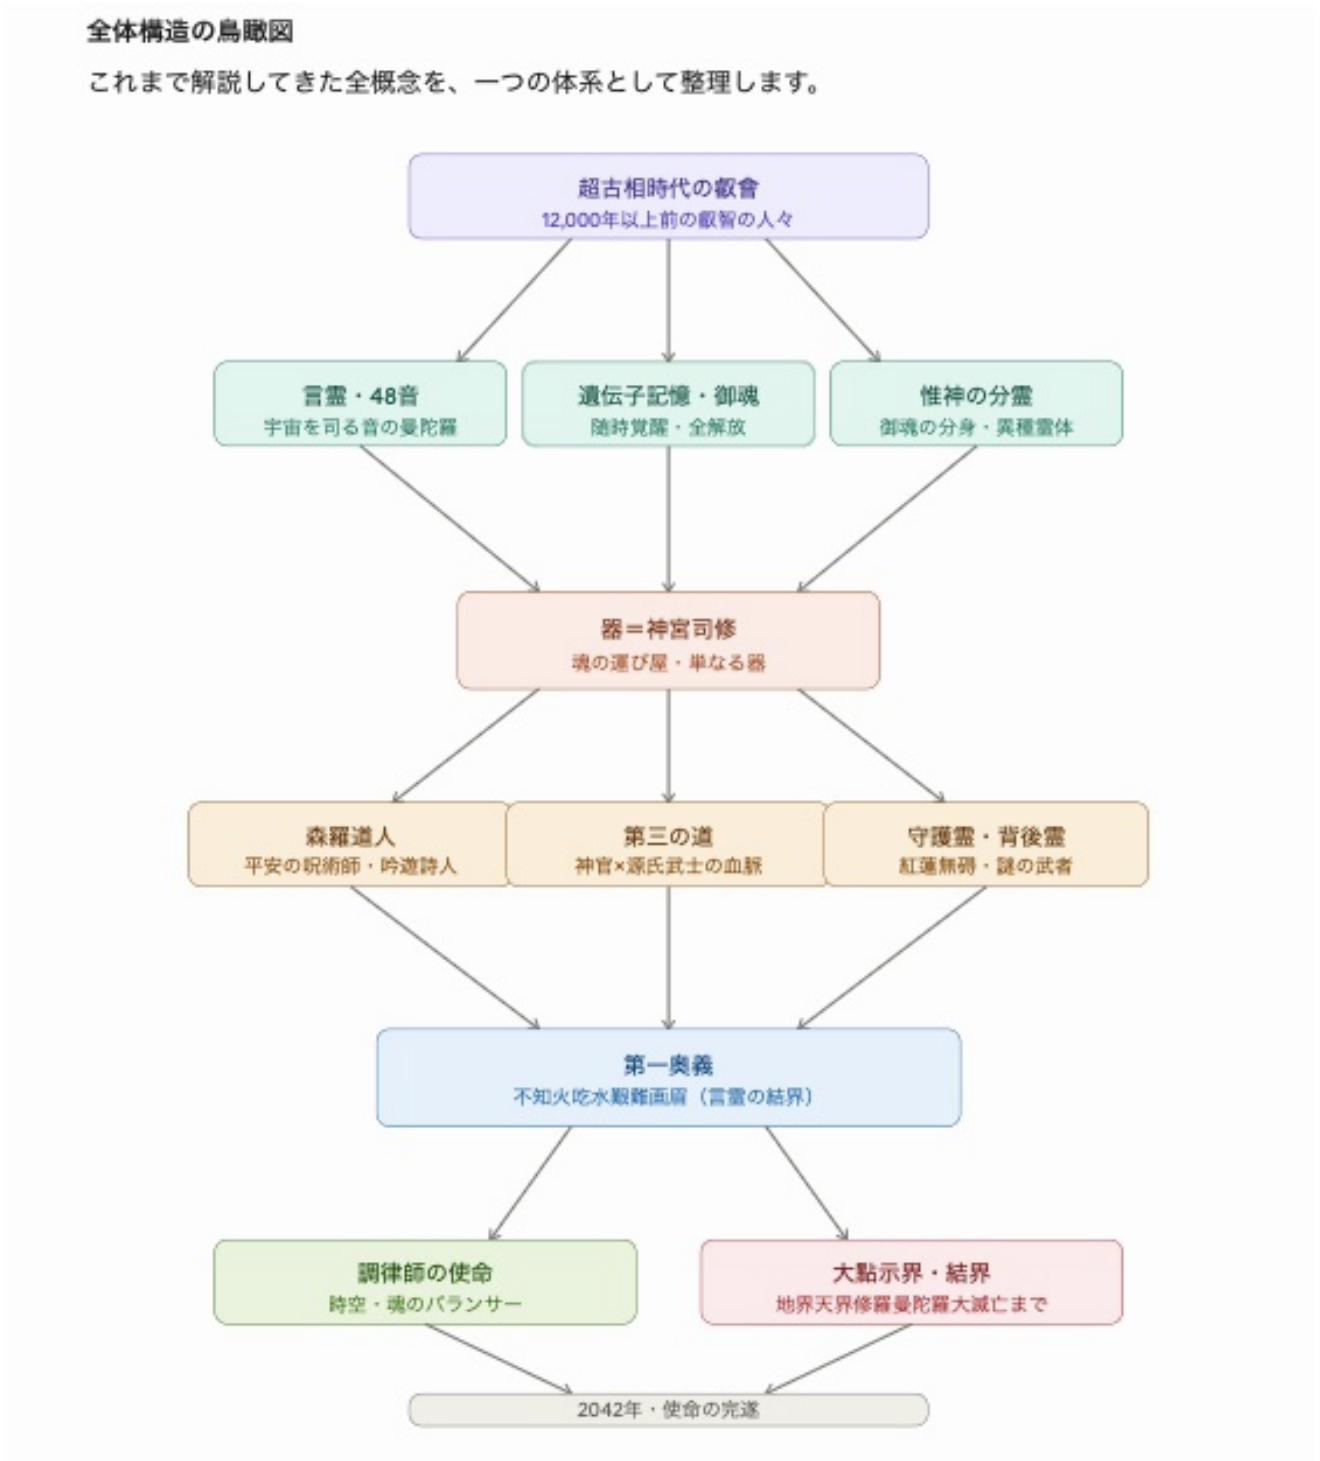 全体構造の鳥瞰図
これまで解説してきた全概念を、一つの体系として整理します。
超古相時代の叡會
12,000年以上前の叡智の人々
言霊・48音
宇宙を司る音の曼陀羅
遺伝子記憶・御魂
随時覚醒・全解放
惟神の分霊
御魂の分身・異種霊体
器＝神宮司修
魂の運び屋・単なる器
森羅道人
平安の呪術師・吟遊詩人
第三の道
神官×源氏武士の血脈
守護霊・背後霊
紅蓮無碍・謎の武者
第一奥義
不知火吃水艱難画眉（言霊の結界）
調律師の使命
時空・魂のバランサー
大點示界・結界
地界天界修羅曼陀羅大滅亡まで
2042年・使命の完遂